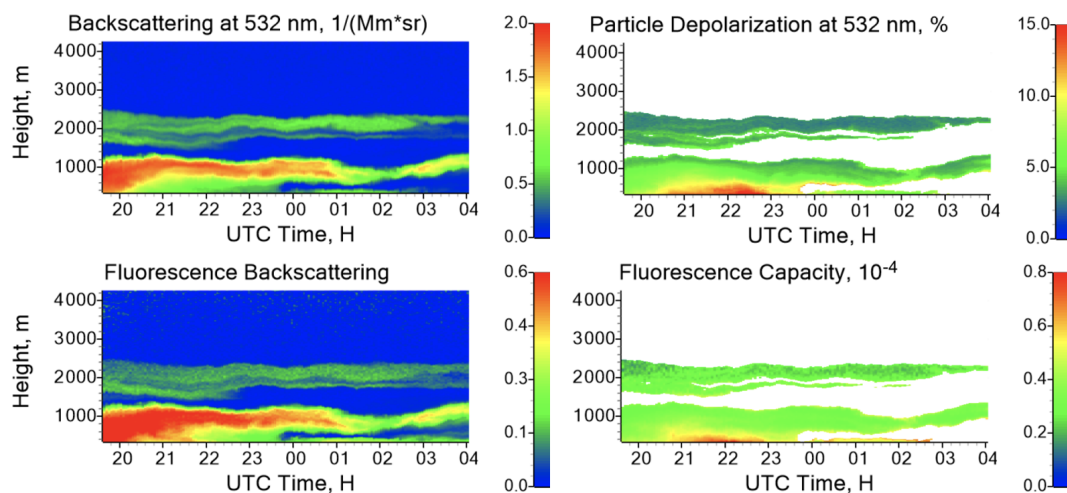 Backscattering at 532 nm, 1/(Mm*sr)
Height, m
4000
3000
2000
1000
20 21 22 23 00 01 02 03 04
UTC Time, H
2.0
1.5
1.0
0.5
0.0
Particle Depolarization at 532 nm, %
4000
3000
2000
1000
20 21 22 23 00 01 02 03 04
UTC Time, H
15.0
10.0
5.0
0.0
Fluorescence Backscattering
Height, m
4000
3000
2000
1000
20 21 22 23 00 01 02 03 04
UTC Time, H
0.6
0.4
0.3
0.1
0.0
Fluorescence Capacity, 10⁻⁴
4000
3000
2000
1000
20 21 22 23 00 01 02 03 04
UTC Time, H
0.8
0.6
0.4
0.2
0.0